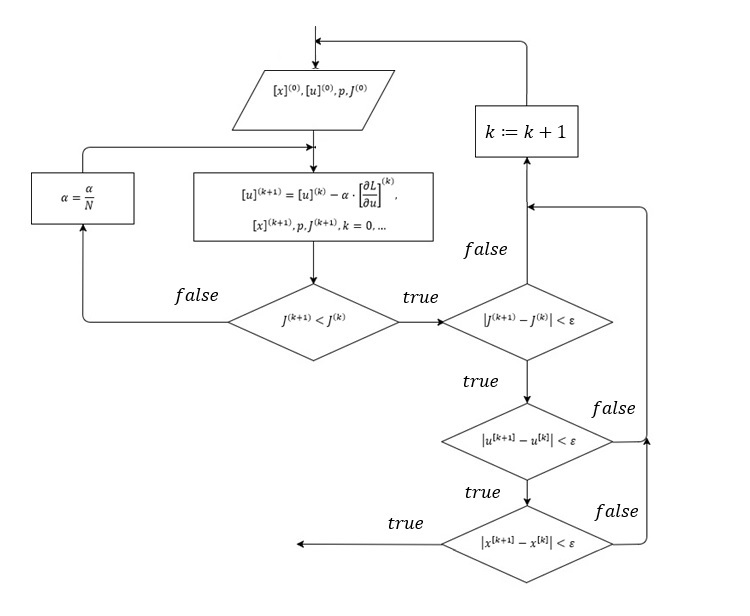 [x]⁽⁰⁾, [u]⁽⁰⁾, p, J⁽⁰⁾
k ≔ k + 1
α = α/N
[u]⁽ᵏ⁺¹⁾ = [u]⁽ᵏ⁾ − α · [∂L/∂u]⁽ᵏ⁾,
[x]⁽ᵏ⁺¹⁾, p, J⁽ᵏ⁺¹⁾, k = 0, …
false
false
true
J⁽ᵏ⁺¹⁾ < J⁽ᵏ⁾
|J⁽ᵏ⁺¹⁾ − J⁽ᵏ⁾| < ε
true
false
|u^[k+1] − u^[k]| < ε
true
false
true
|x^[k+1] − x^[k]| < ε